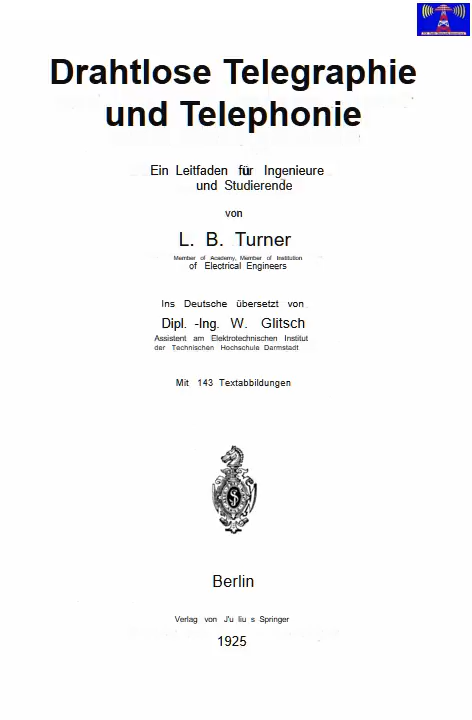 Drahtlose Telegraphie
und Telephonie
Ein Leitfaden für Ingenieure
und Studierende
von
L. B. Turner
Member of Academy, Member of Institution
of Electrical Engineers
Ins Deutsche übersetzt von
Dipl. -Ing. W. Glitsch
Assistent am Elektrotechnischen Institut
der Technischen Hochschule Darmstadt
Mit 143 Textabbildungen
Berlin
Verlag von J'u liu s Springer
1925